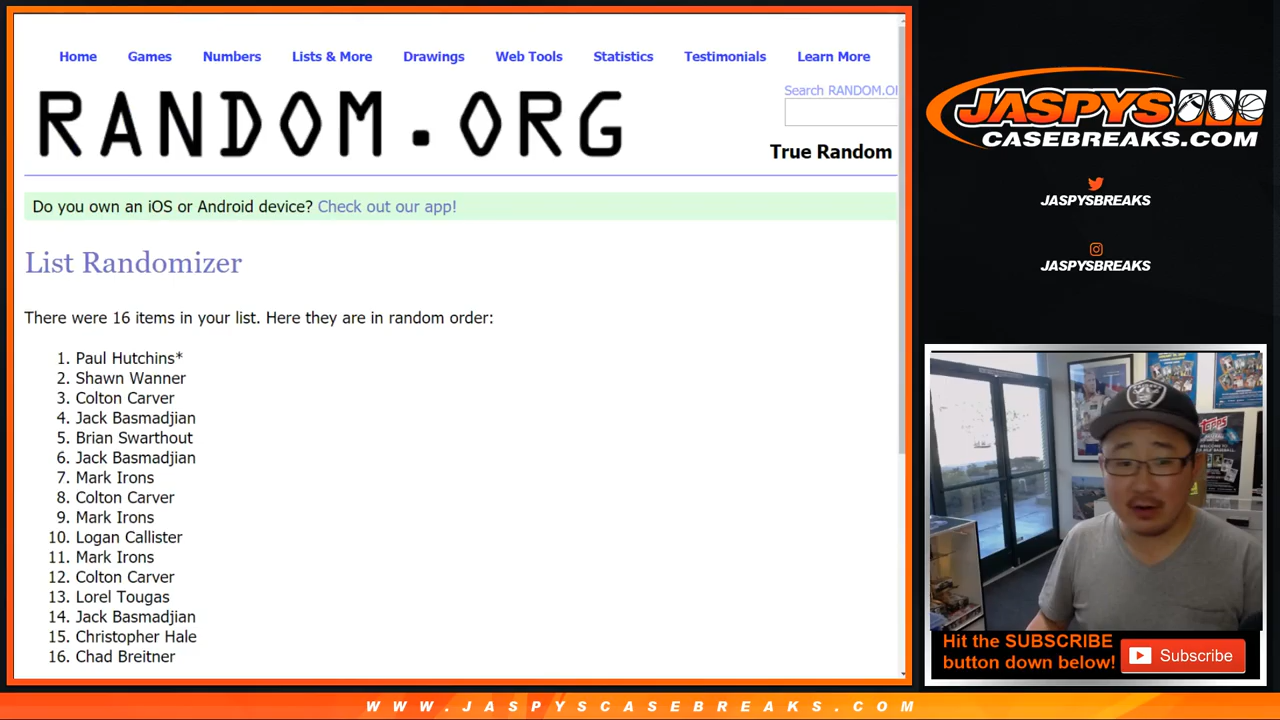 Home Games Numbers Lists & More Drawings Web Tools Statistics Testimonials Learn More
Search RANDOM.OR
RANDOM.ORG
True Random
Do you own an iOS or Android device? Check out our app!
List Randomizer
There were 16 items in your list. Here they are in random order:
1. Paul Hutchins*
2. Shawn Wanner
3. Colton Carver
4. Jack Basmadjian
5. Brian Swarthout
6. Jack Basmadjian
7. Mark Irons
8. Colton Carver
9. Mark Irons
10. Logan Callister
11. Mark Irons
12. Colton Carver
13. Lorel Tougas
14. Jack Basmadjian
15. Christopher Hale
16. Chad Breitner
JASPYS
CASEBREAKS.COM
JASPYSBREAKS
JASPYSBREAKS
TOPPS
Hit the SUBSCRIBE
button down below!
Subscribe
WWW.JASPYSCASEBREAKS.COM